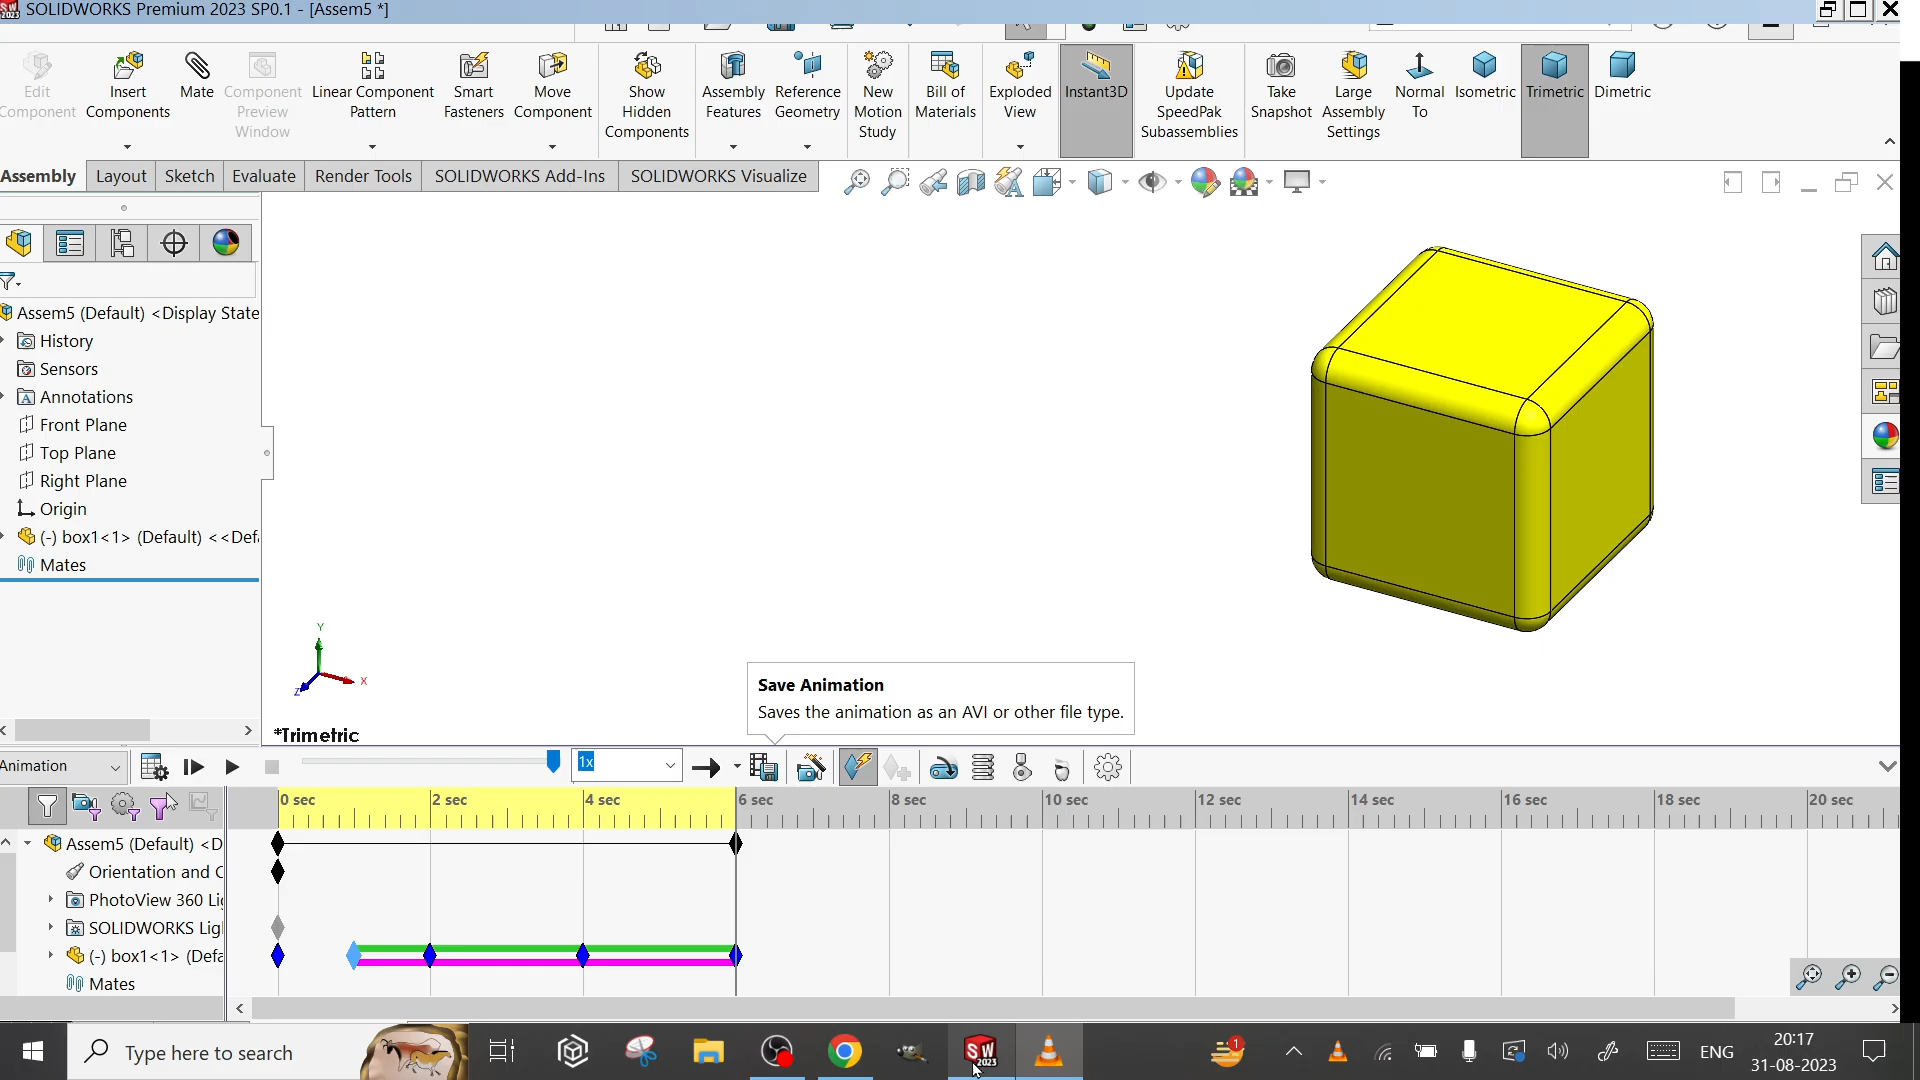 SOLIDWORKS Premium 2023 SP0.1 - [Assem5 *]
Edit Component
Insert Components
Mate
Component Preview Window
Linear Component Pattern
Smart Fasteners
Move Component
Show Hidden Components
Assembly Features
Reference Geometry
New Motion Study
Bill of Materials
Exploded View
Instant3D
Update SpeedPak Subassemblies
Take Snapshot
Large Assembly Settings
Normal To
Isometric
Trimetric
Dimetric
Assembly Layout Sketch Evaluate Render Tools SOLIDWORKS Add-Ins SOLIDWORKS Visualize
Assem5 (Default) <Display State
History
Sensors
Annotations
Front Plane
Top Plane
Right Plane
Origin
(-) box1<1> (Default) <<Def
Mates
Y
X
Z
*Trimetric
Save Animation
Saves the animation as an AVI or other file type.
Animation
1x
0 sec 2 sec 4 sec 6 sec 8 sec 10 sec 12 sec 14 sec 16 sec 18 sec 20 sec
Assem5 (Default) <D
Orientation and C
PhotoView 360 Lig
SOLIDWORKS Lig
(-) box1<1> (Defa
Mates
Type here to search
SW 2023
1
ENG
20:17
31-08-2023